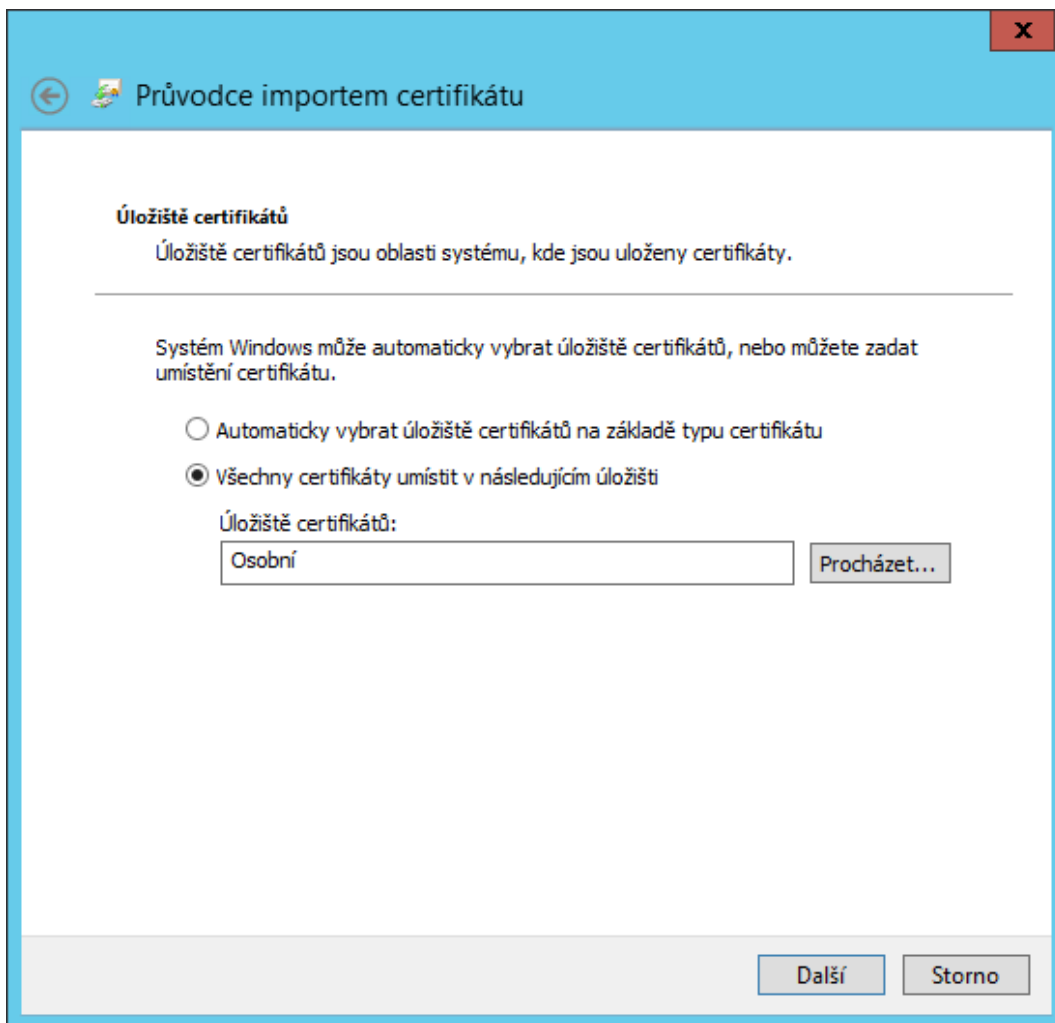 x
Průvodce importem certifikátu
Úložiště certifikátů
Úložiště certifikátů jsou oblasti systému, kde jsou uloženy certifikáty.
Systém Windows může automaticky vybrat úložiště certifikátů, nebo můžete zadat
umístění certifikátu.
Automaticky vybrat úložiště certifikátů na základě typu certifikátu
Všechny certifikáty umístit v následujícím úložišti
Úložiště certifikátů:
Osobní
Procházet...
Další
Storno